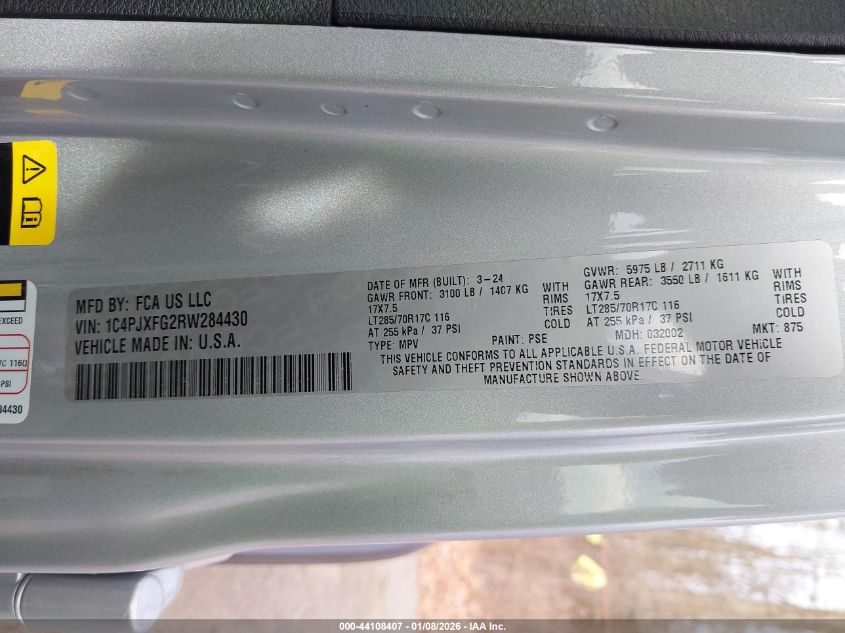 EXCEED
7C 116Q
PSI
84430
MFD BY: FCA US LLC
VIN: 1C4PJXFG2RW284430
VEHICLE MADE IN: U.S.A.
DATE OF MFR (BUILT): 3-24
GAWR FRONT: 3100 LB / 1407 KG WITH
17X7.5 RIMS
LT285/70R17C 116 TIRES
AT 255 kPa / 37 PSI COLD
TYPE: MPV PAINT: PSE
GVWR: 5975 LB / 2711 KG
GAWR REAR: 3550 LB / 1611 KG WITH
17X7.5 RIMS
LT285/70R17C 116 TIRES
AT 255 kPa / 37 PSI COLD
MDH: 032002 MKT: 875
THIS VEHICLE CONFORMS TO ALL APPLICABLE U.S.A. FEDERAL MOTOR VEHICLE
SAFETY AND THEFT PREVENTION STANDARDS IN EFFECT ON THE DATE OF
MANUFACTURE SHOWN ABOVE.
000-44108407 - 01/08/2026 - IAA Inc.